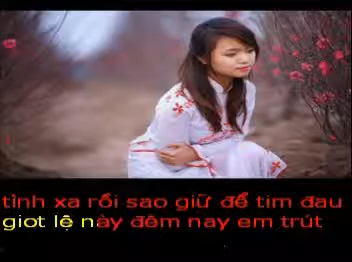 tình xa rồi sao giữ để tim đau
giọt lệ này đêm nay em trút